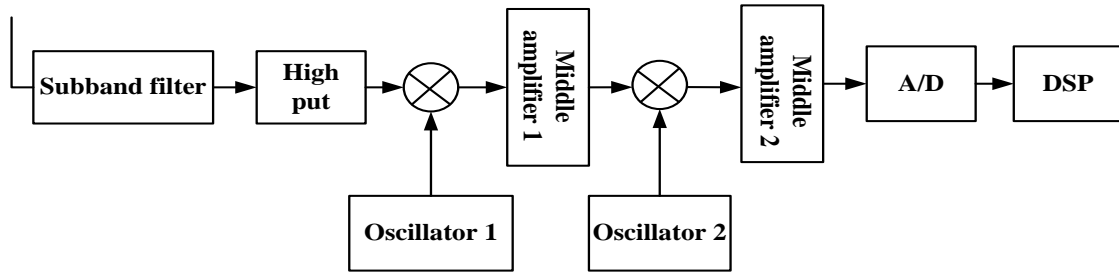 Subband filter
High
put
Middle
amplifier 1
Middle
amplifier 2
A/D
DSP
Oscillator 1
Oscillator 2